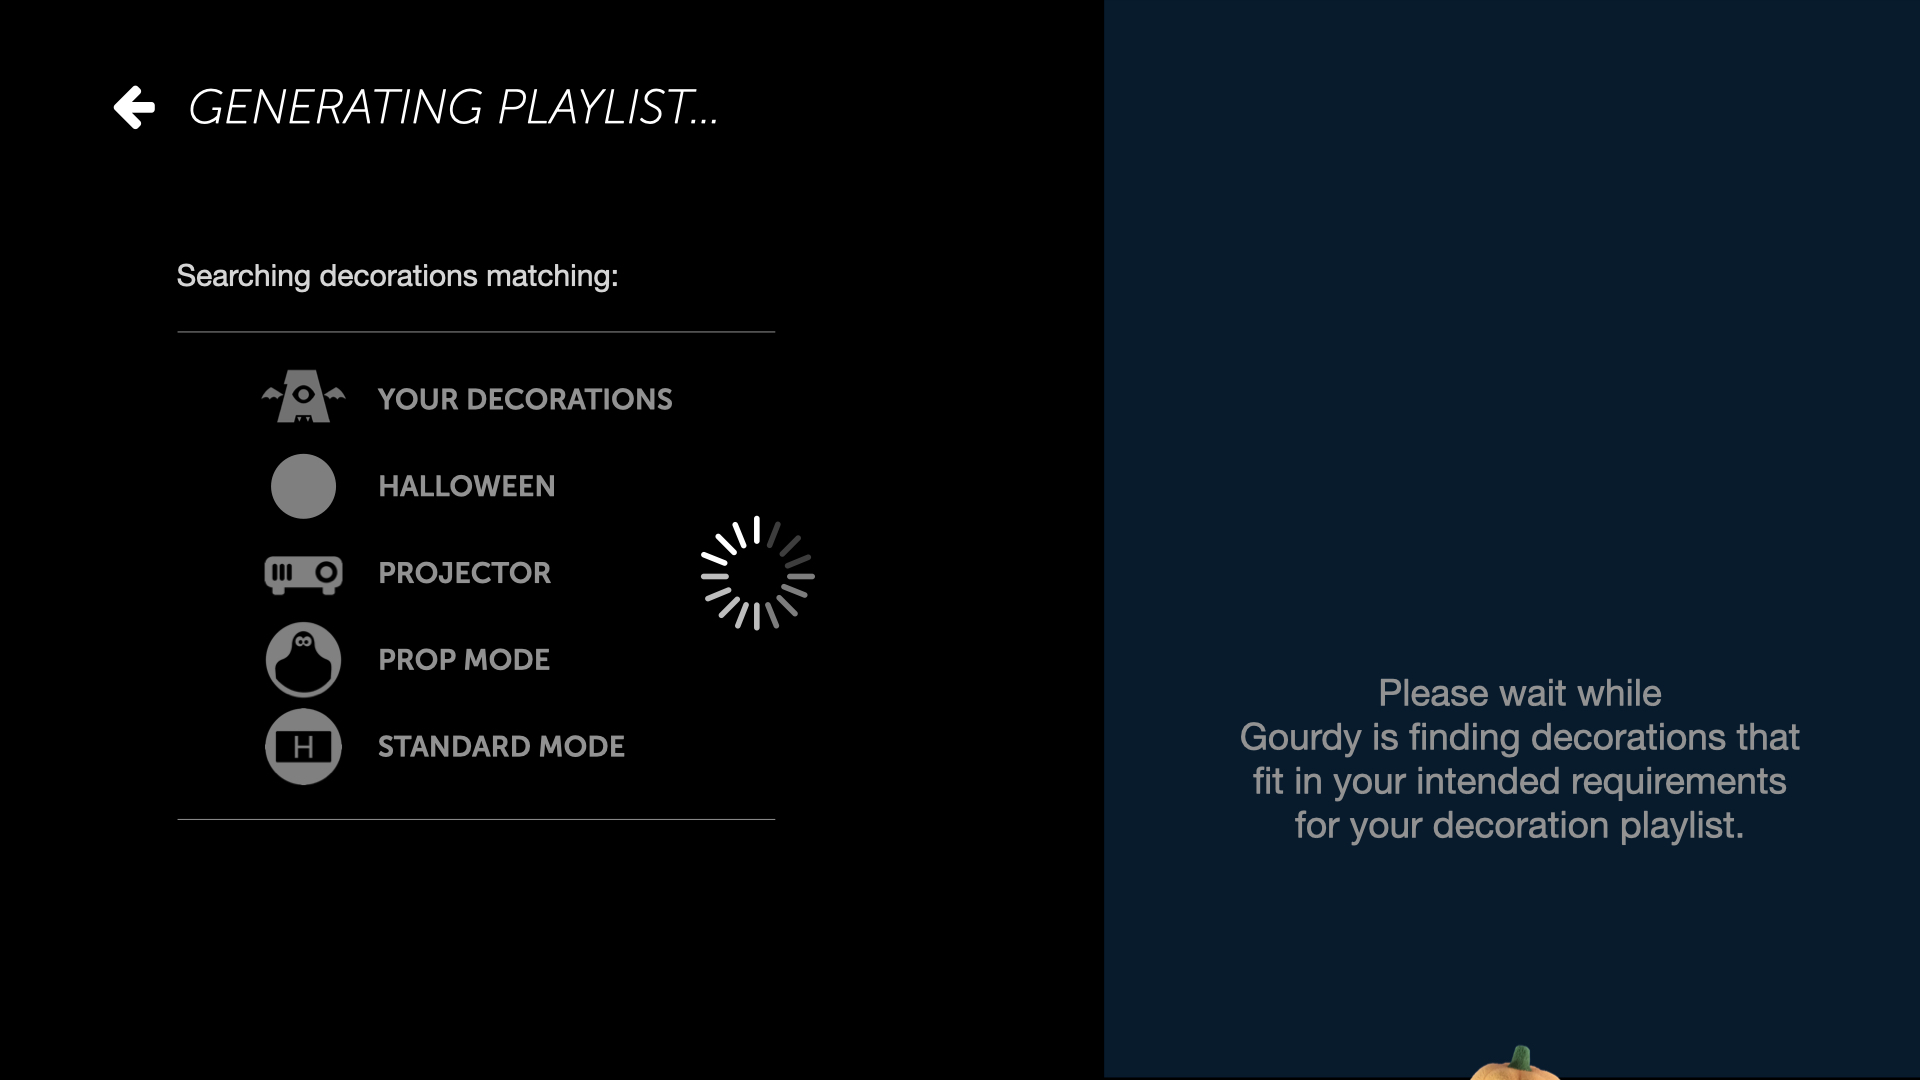 GENERATING PLAYLIST...
Searching decorations matching:
YOUR DECORATIONS
HALLOWEEN
PROJECTOR
PROP MODE
H
STANDARD MODE
Please wait while
Gourdy is finding decorations that
fit in your intended requirements
for your decoration playlist.